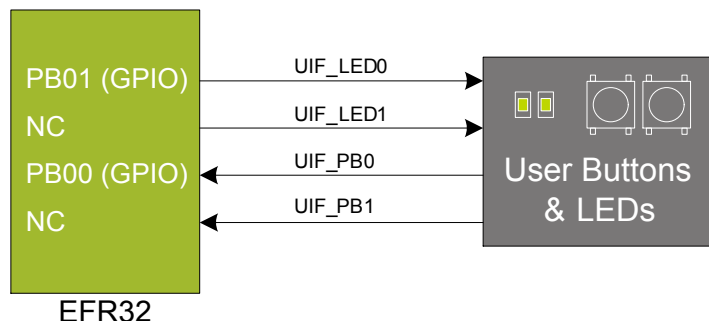 PB01 (GPIO)
UIF_LED0
NC
UIF_LED1
PB00 (GPIO)
UIF_PB0
NC
UIF_PB1
User Buttons
& LEDs
EFR32